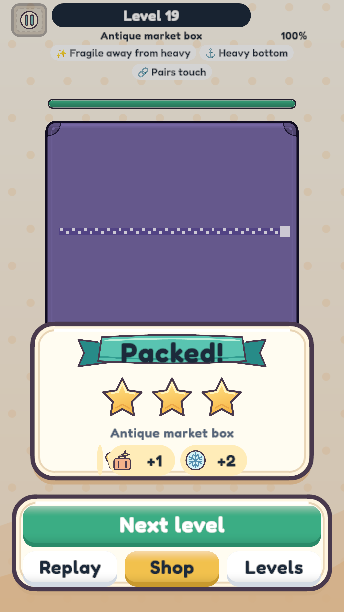 Level 19
Antique market box 100%
Fragile away from heavy Heavy bottom
Pairs touch
Packed!
Antique market box
+1 +2
Next level
Replay Shop Levels